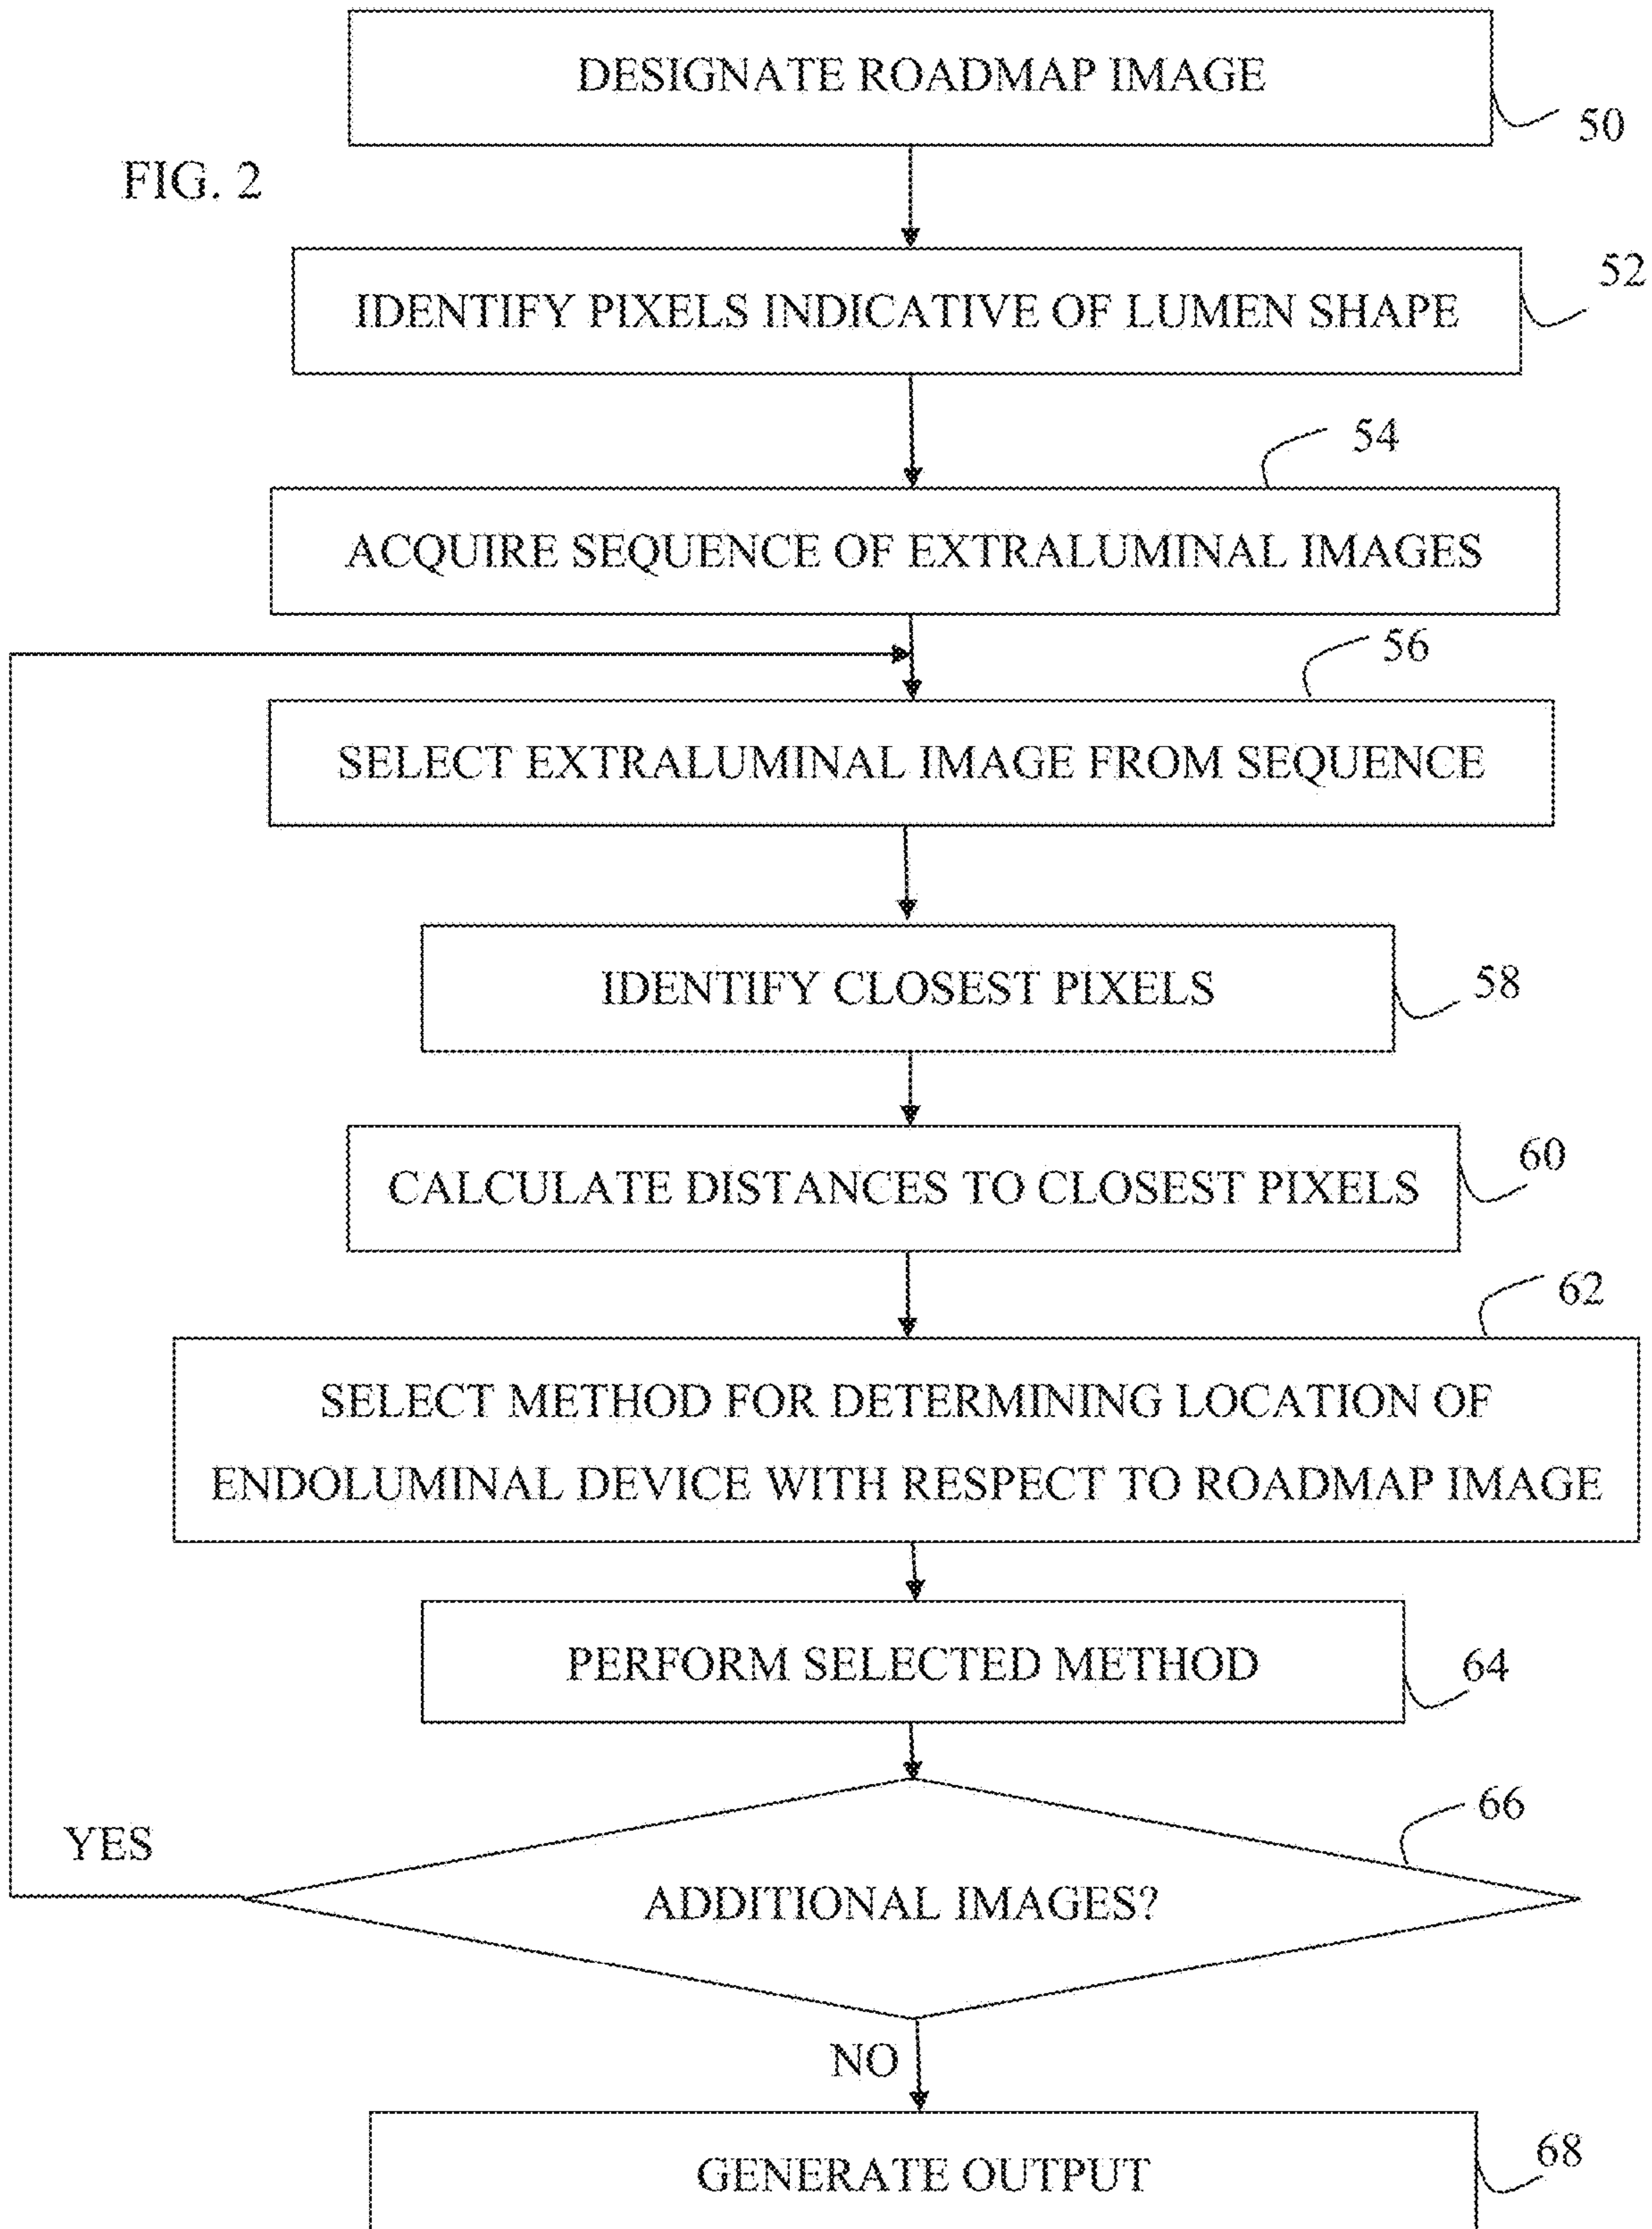 DESIGNATE ROADMAP IMAGE
50
FIG. 2
IDENTIFY PIXELS INDICATIVE OF LUMEN SHAPE
52
54
ACQUIRE SEQUENCE OF EXTRALUMINAL IMAGES
56
SELECT EXTRALUMINAL IMAGE FROM SEQUENCE
IDENTIFY CLOSEST PIXELS
58
CALCULATE DISTANCES TO CLOSEST PIXELS
60
62
SELECT METHOD FOR DETERMINING LOCATION OF
ENDOLUMINAL DEVICE WITH RESPECT TO ROADMAP IMAGE
PERFORM SELECTED METHOD
64
66
YES
ADDITIONAL IMAGES?
NO
GENERATE OUTPUT
68